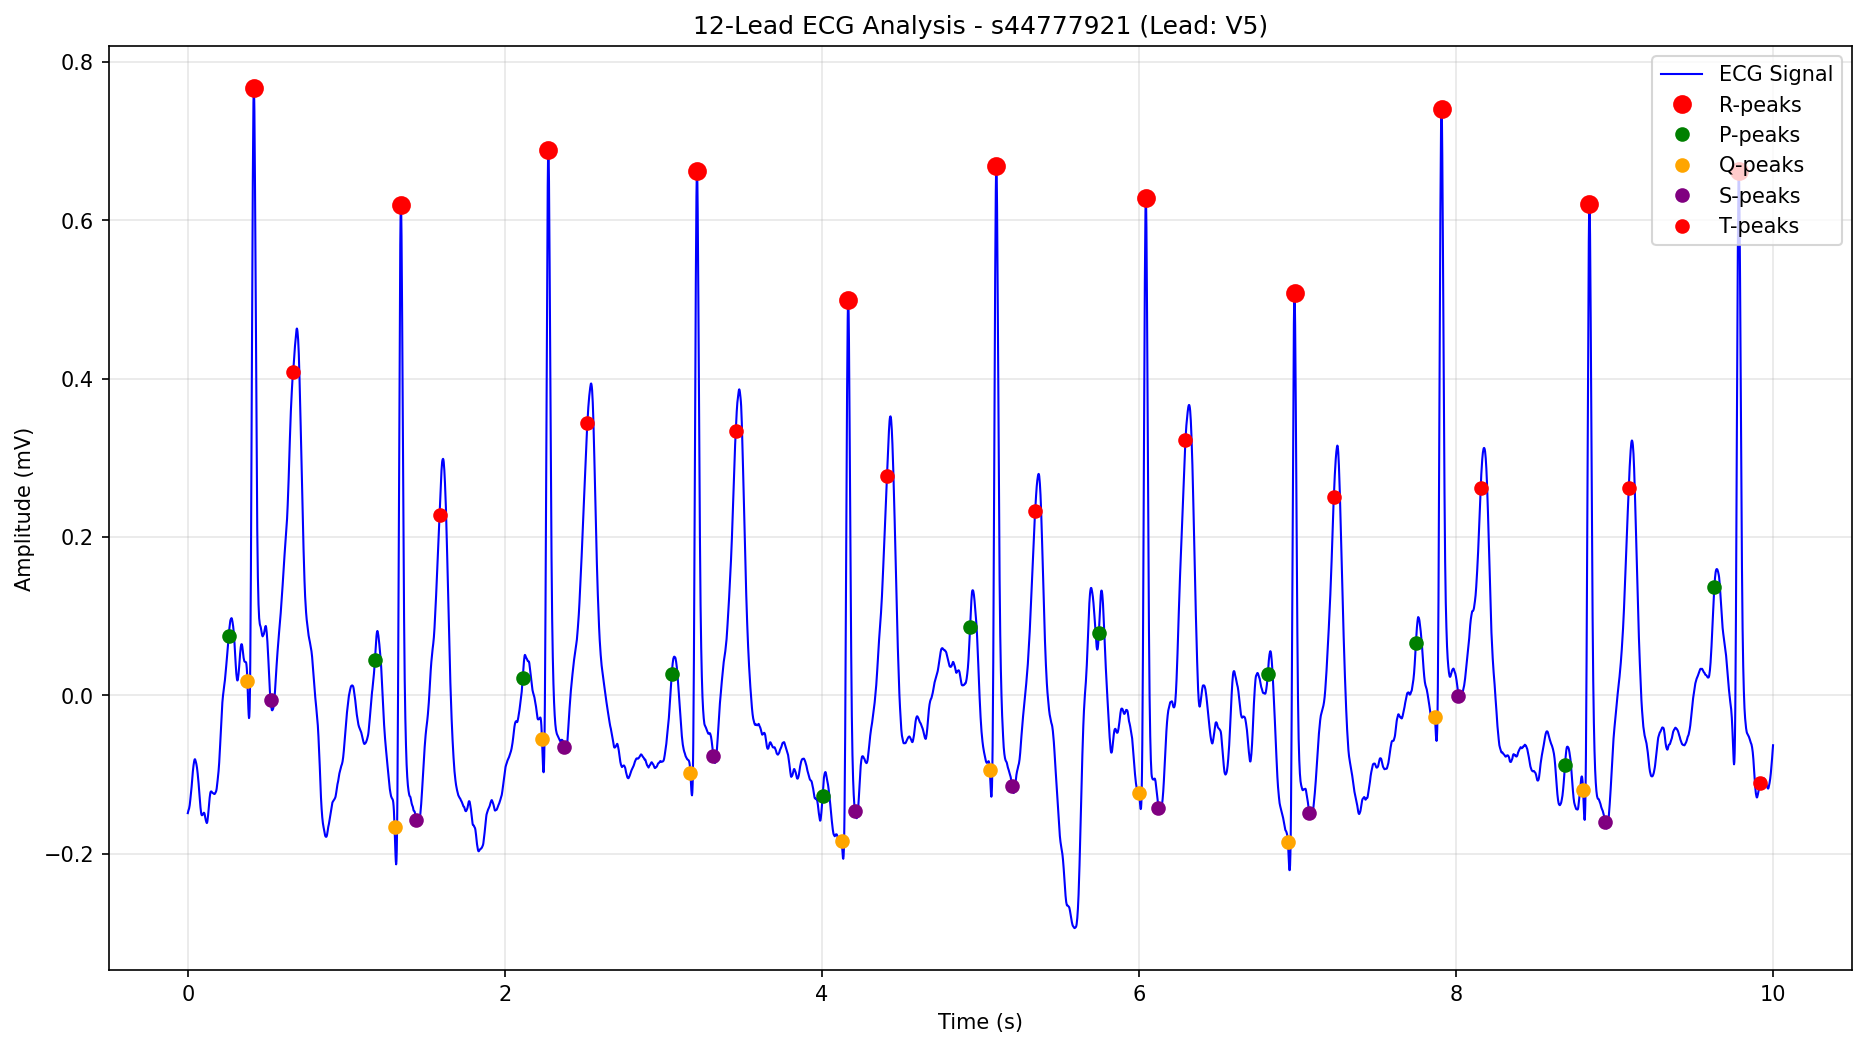 12-Lead ECG Analysis - s44777921 (Lead: V5)
ECG Signal
R-peaks
P-peaks
Q-peaks
S-peaks
T-peaks
Amplitude (mV)
0.8
0.6
0.4
0.2
0.0
−0.2
0
2
4
6
8
10
Time (s)